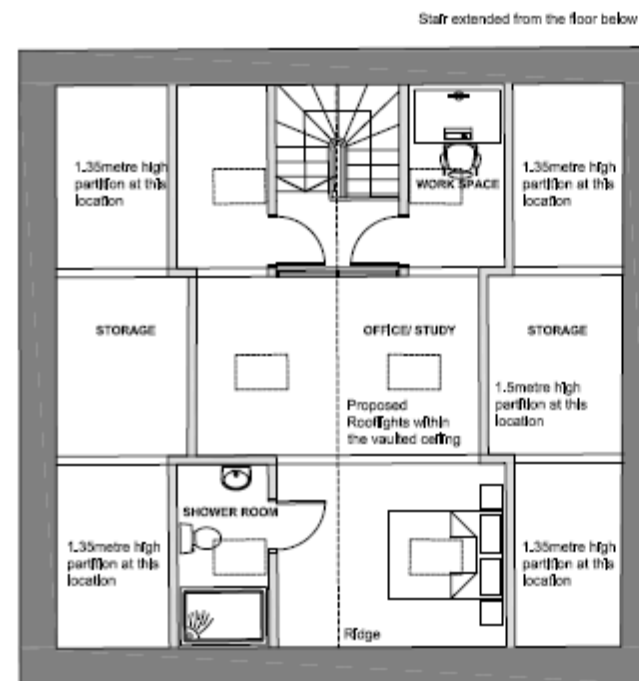 Stair extended from the floor below
1.35metre high
partition at this
location
WORK SPACE
1.35metre high
partition at this
location
STORAGE
OFFICE/ STUDY
STORAGE
1.5metre high
partition at this
location
Proposed
Rooflights within
the vaulted ceiling
SHOWER ROOM
1.35metre high
partition at this
location
1.35metre high
partition at this
location
Ridge